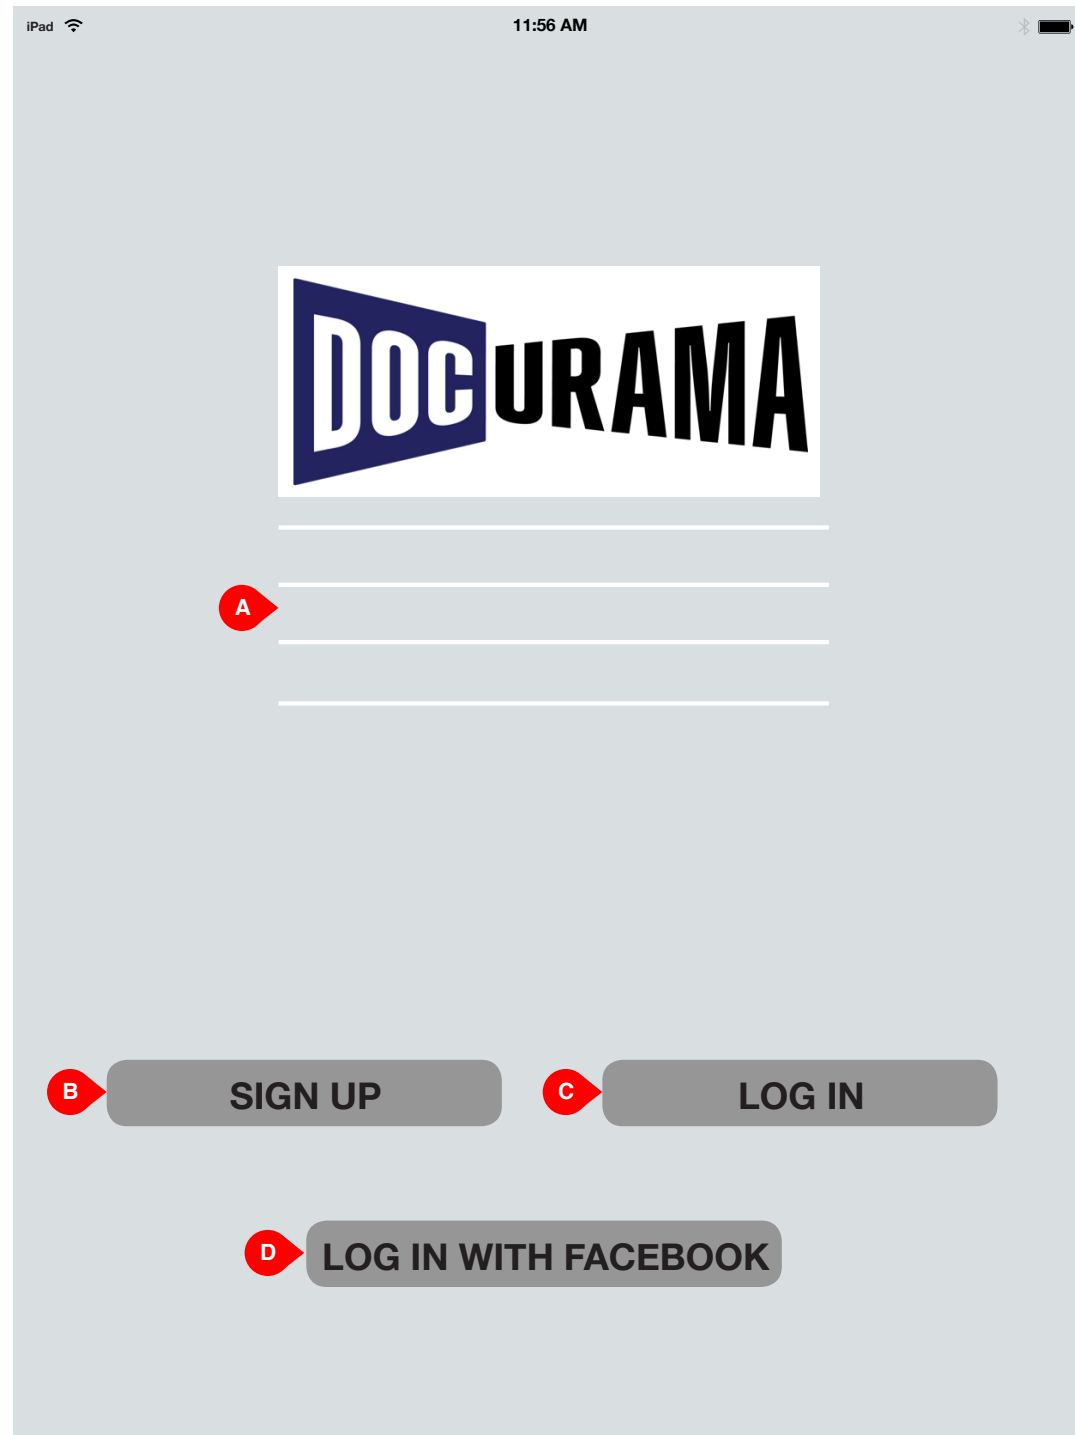 iPad 11:56 AM
DOCURAMA
A
B SIGN UP C LOG IN
D LOG IN WITH FACEBOOK